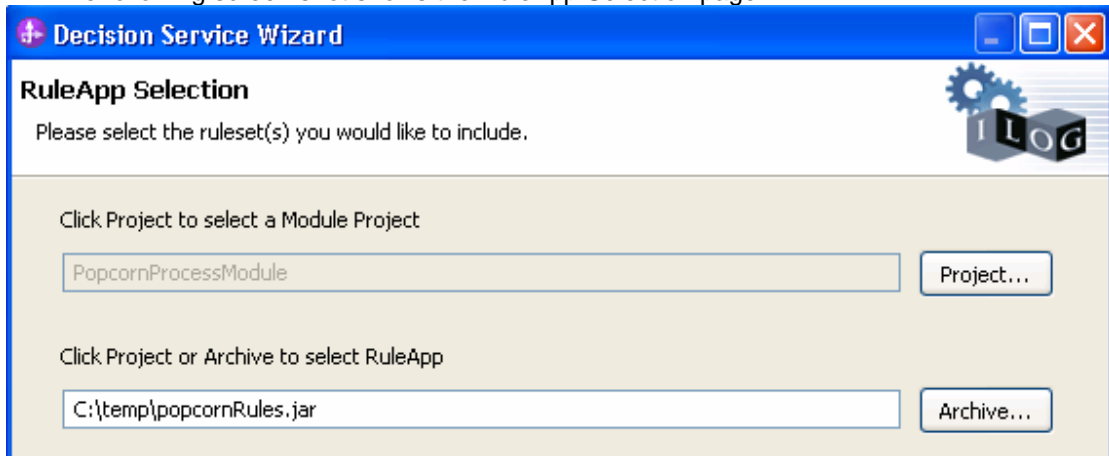 Decision Service Wizard
RuleApp Selection
Please select the ruleset(s) you would like to include.
ILOG
Click Project to select a Module Project
PopcornProcessModule
Project...
Click Project or Archive to select RuleApp
C:\temp\popcornRules.jar
Archive...